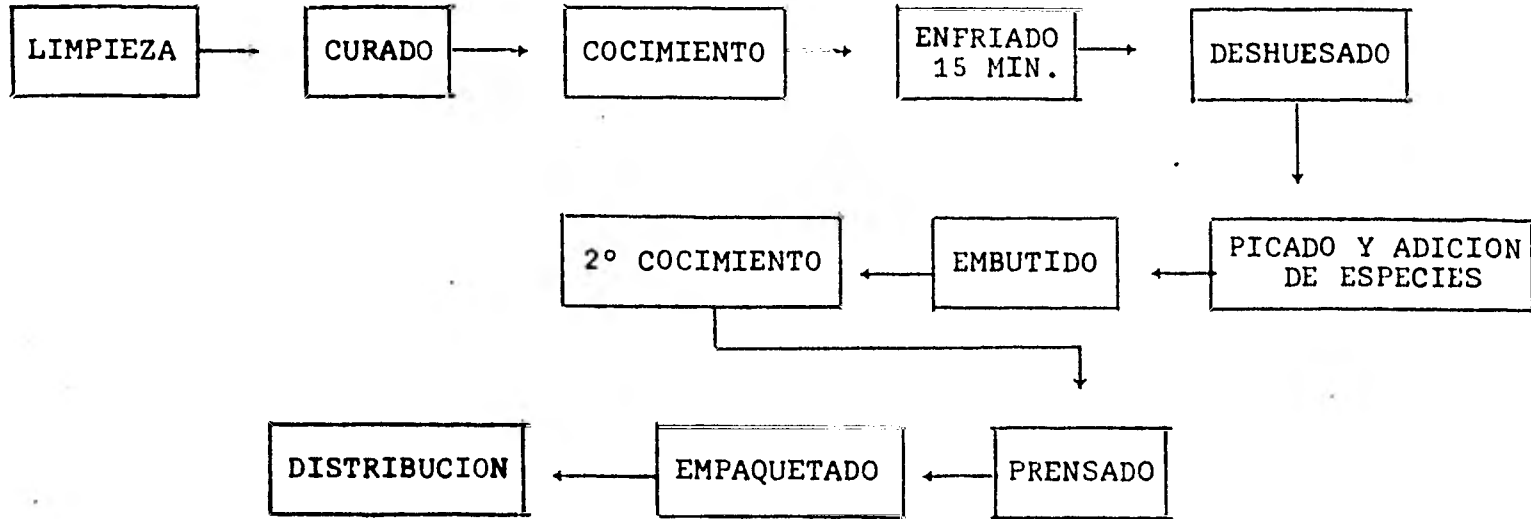 LIMPIEZA
CURADO
COCIMIENTO
ENFRIADO
15 MIN.
DESHUESADO
PICADO Y ADICION
DE ESPECIES
EMBUTIDO
2° COCIMIENTO
PRENSADO
EMPAQUETADO
DISTRIBUCION